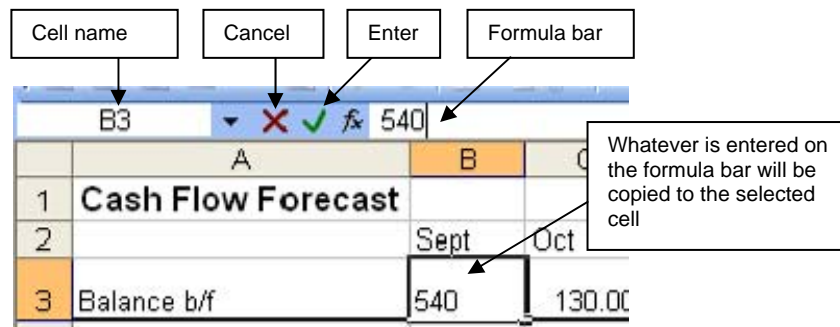 Cell name Cancel Enter Formula bar
B3 fx 540
Whatever is entered on
the formula bar will be
copied to the selected
cell
A B
1 Cash Flow Forecast
2 Sept Oct
3 Balance b/f 540 130.00